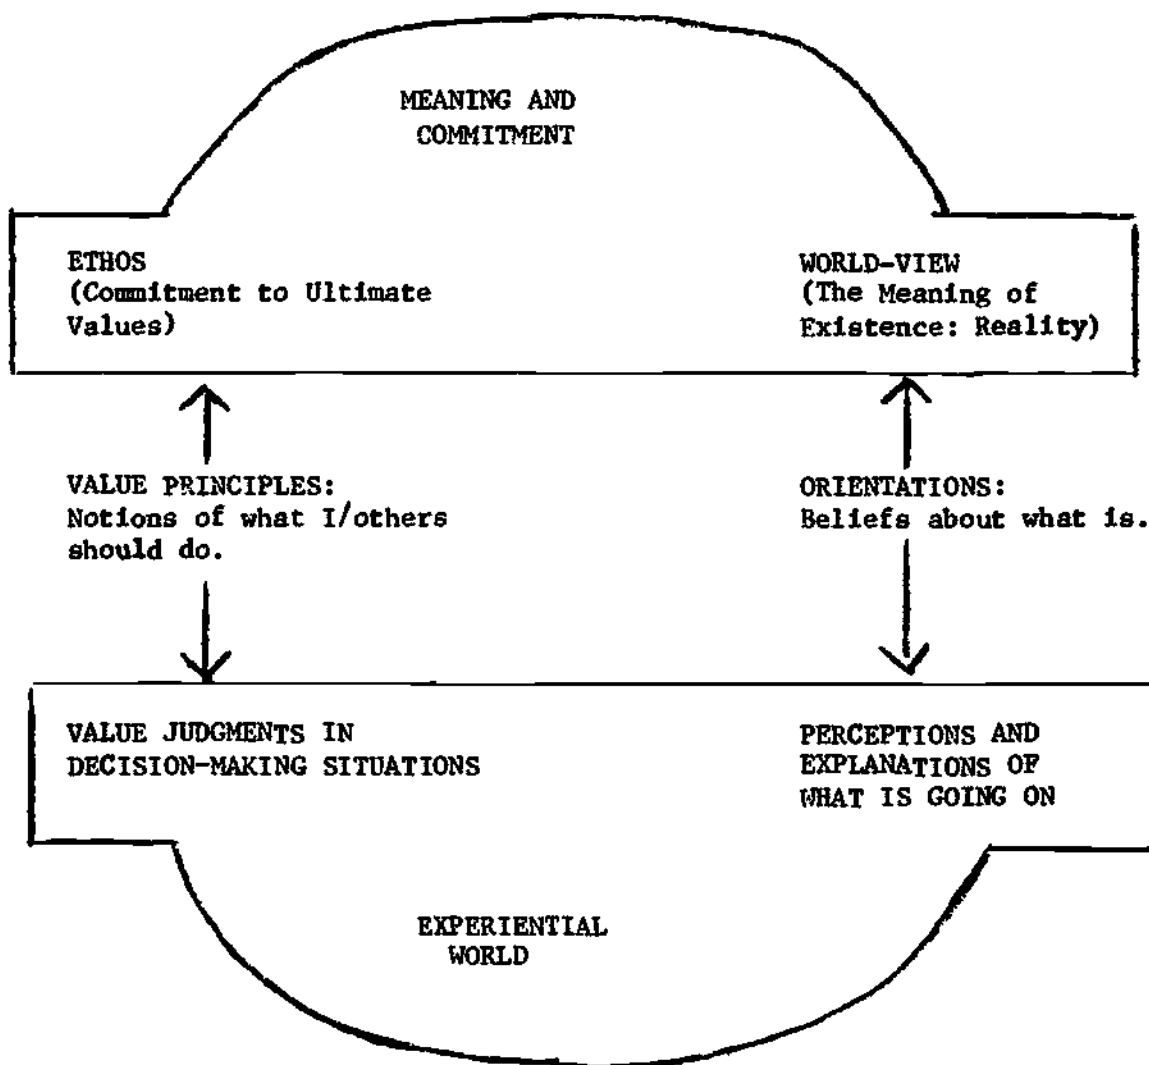 MEANING AND
COMMITMENT
ETHOS
(Commitment to Ultimate
Values)
WORLD-VIEW
(The Meaning of
Existence: Reality)
VALUE PRINCIPLES:
Notions of what I/others
should do.
ORIENTATIONS:
Beliefs about what is.
VALUE JUDGMENTS IN
DECISION-MAKING SITUATIONS
PERCEPTIONS AND
EXPLANATIONS OF
WHAT IS GOING ON
EXPERIENTIAL
WORLD